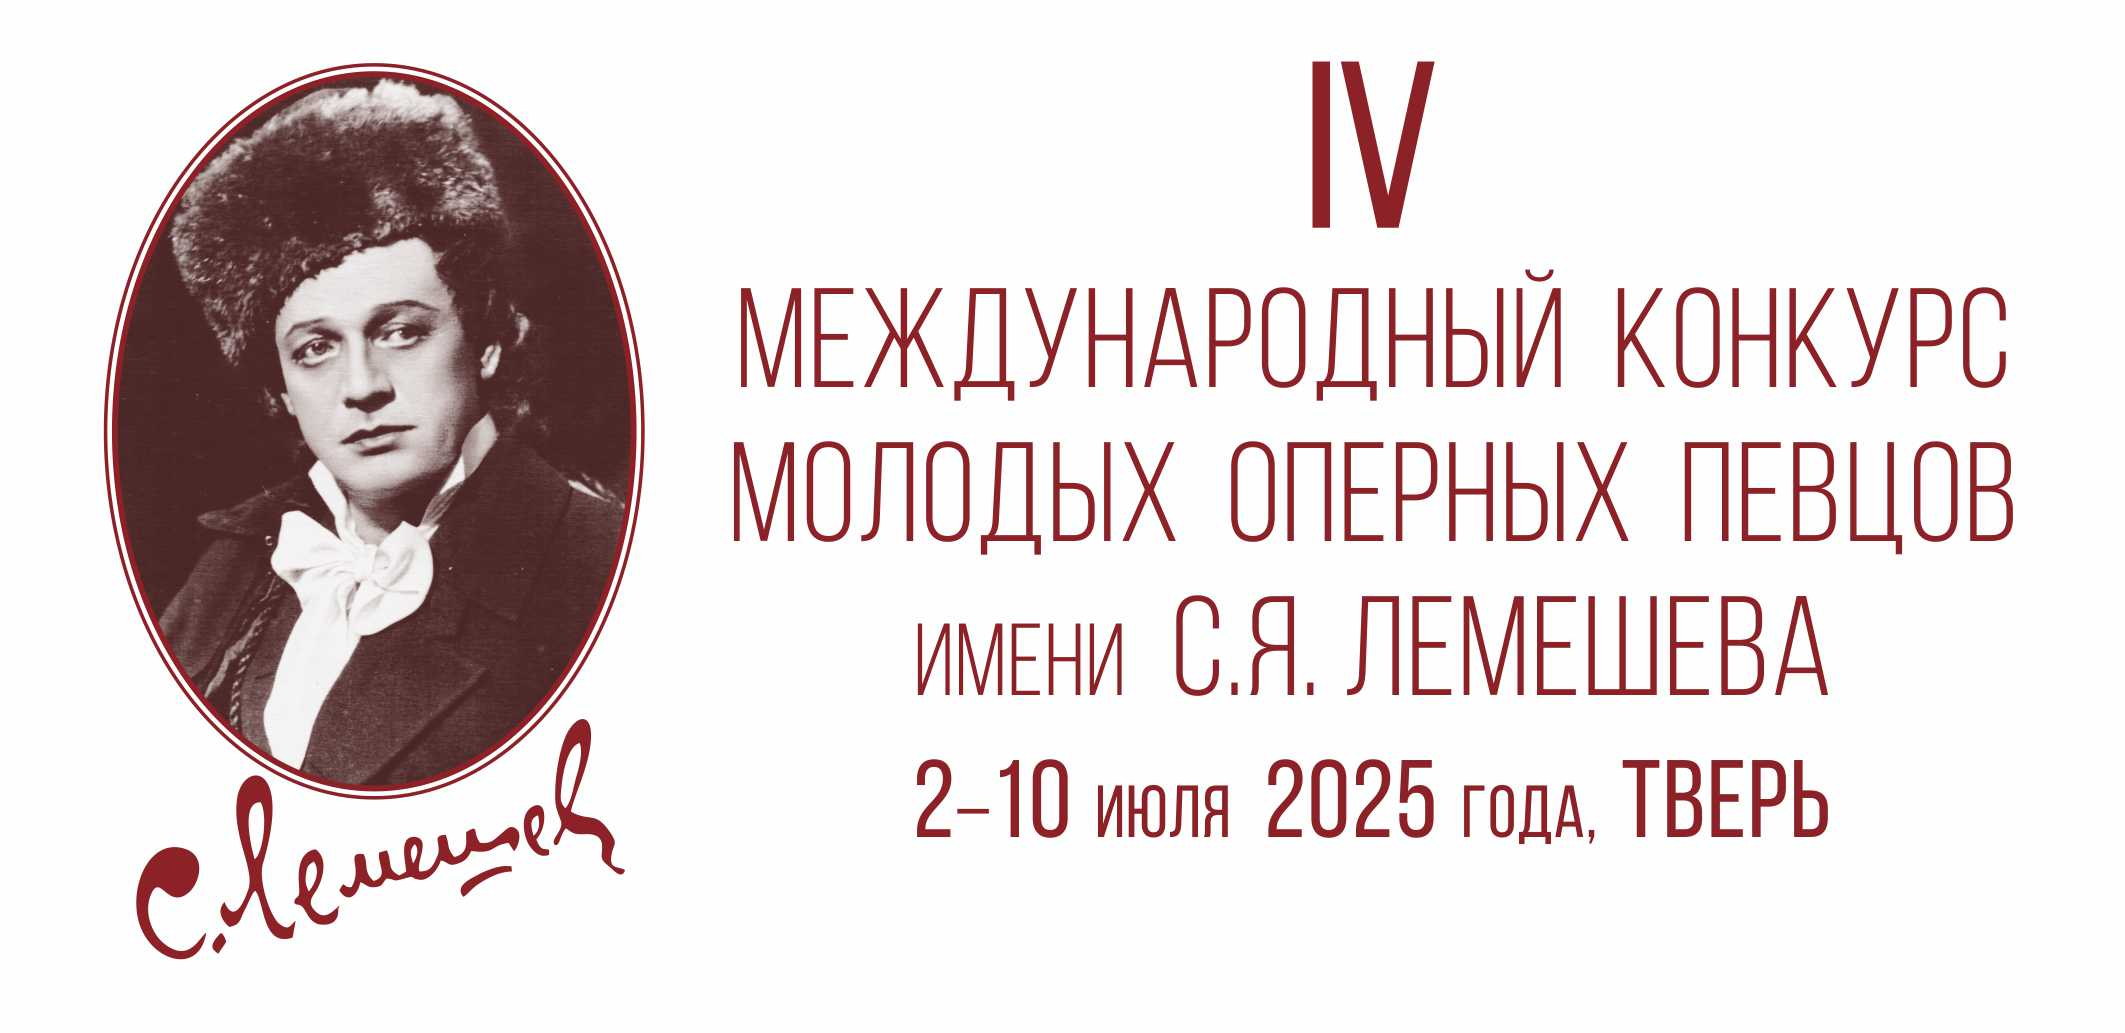 IV
МЕЖДУНАРОДНЫЙ КОНКУРС
МОЛОДЫХ ОПЕРНЫХ ПЕВЦОВ
ИМЕНИ С.Я. ЛЕМЕШЕВА
2–10 ИЮЛЯ 2025 ГОДА, ТВЕРЬ
С. Лемешев